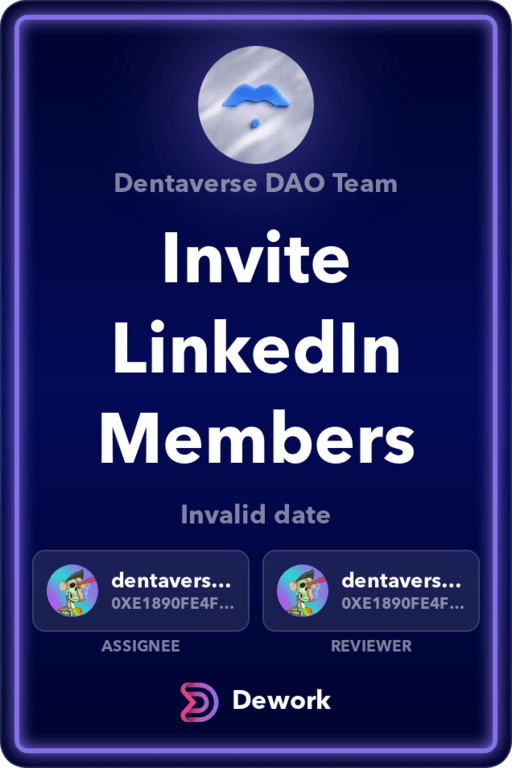 Dentaverse DAO Team
Invite
LinkedIn
Members
Invalid date
dentavers...
0XE1890FE4F...
ASSIGNEE
dentavers...
0XE1890FE4F...
REVIEWER
Dework